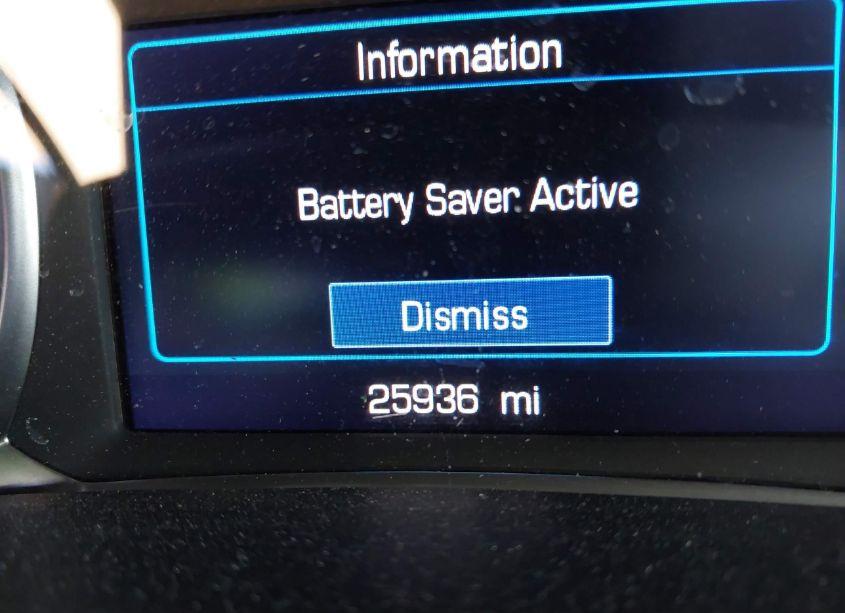 Information
Battery Saver Active
Dismiss
25936 mi